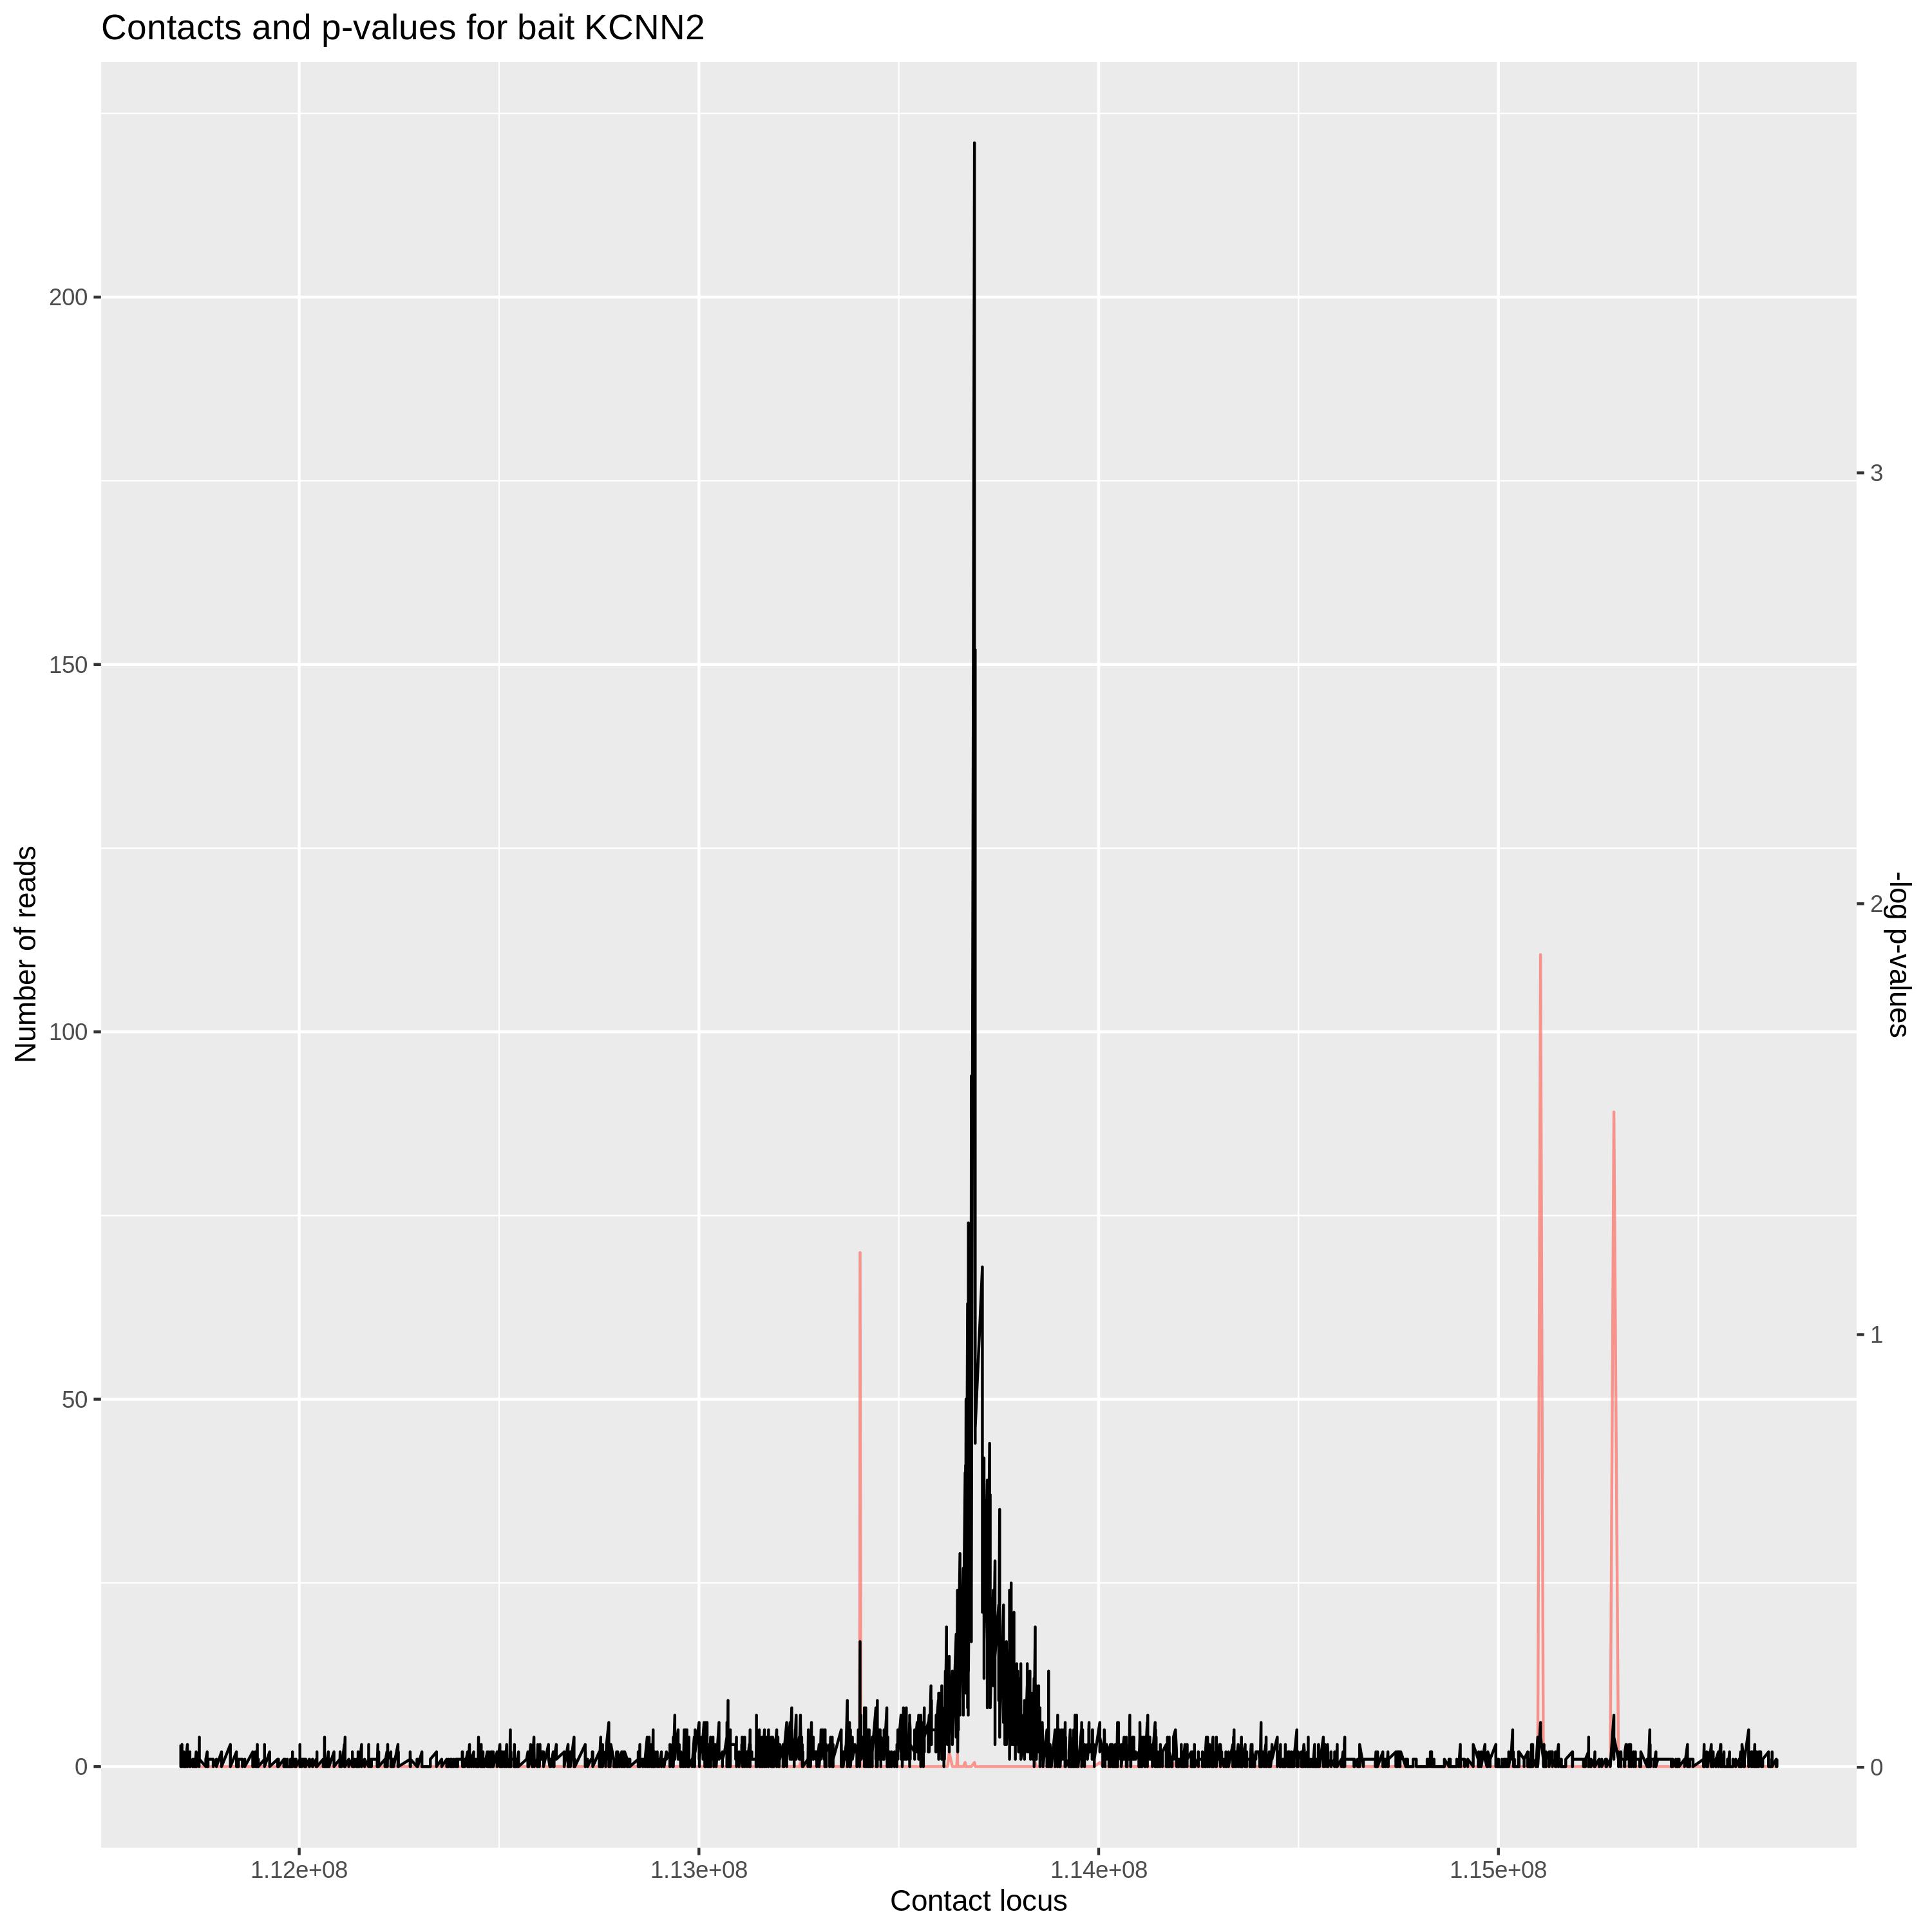 Contacts and p-values for bait KCNN2
Number of reads
200
150
100
50
0
3
2
1
0
-log p-values
1.12e+08
1.13e+08
1.14e+08
1.15e+08
Contact locus